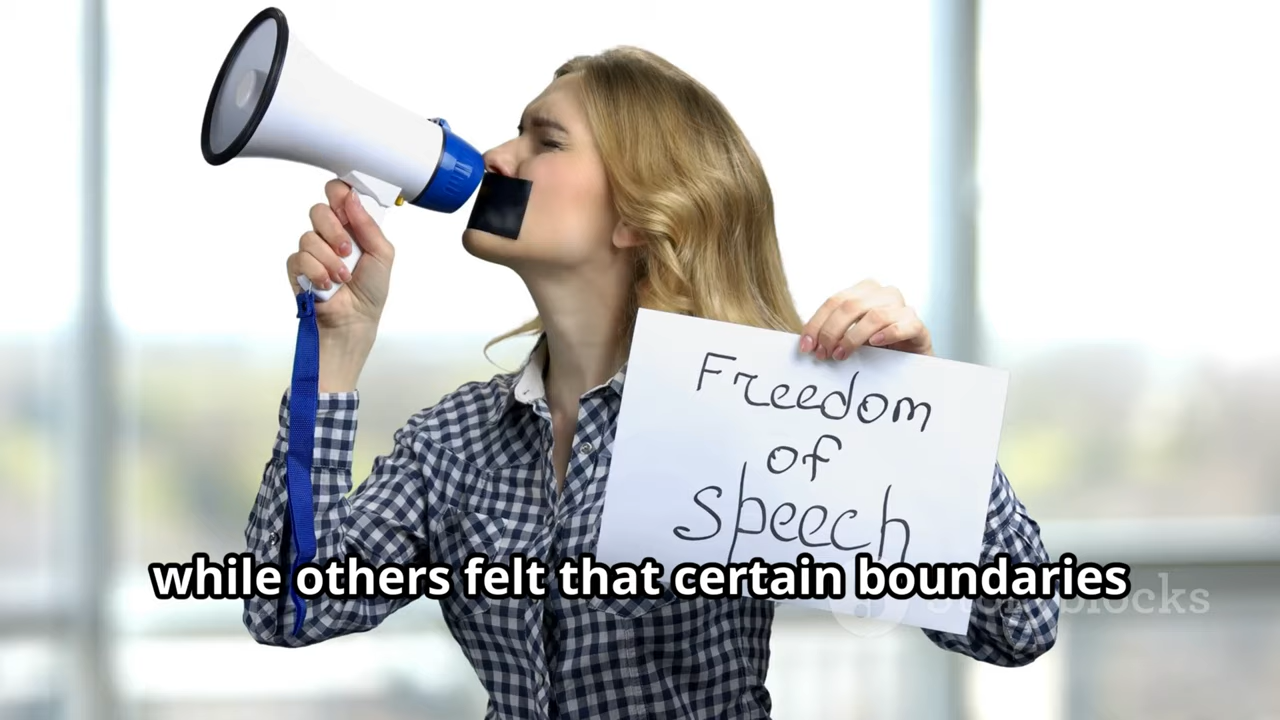 Freedom
of
speech
while others felt that certain boundaries